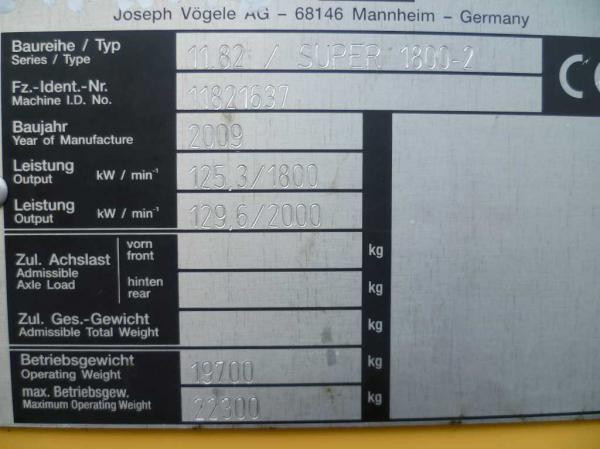 Joseph Vögele AG – 68146 Mannheim – Germany
Baureihe / Typ 11.82 / SUPER 1800-2
Series / Type
Fz.-Ident.-Nr. 11821637
Machine I.D. No.
Baujahr 2009
Year of Manufacture
Leistung kW / min⁻¹ 125,3/1800
Output
Leistung kW / min⁻¹ 129,6/2000
Output
Zul. Achslast vorn kg
Admissible front
Axle Load hinten kg
rear
Zul. Ges.-Gewicht kg
Admissible Total Weight
Betriebsgewicht 19700 kg
Operating Weight
max. Betriebsgew. 22300 kg
Maximum Operating Weight
CE